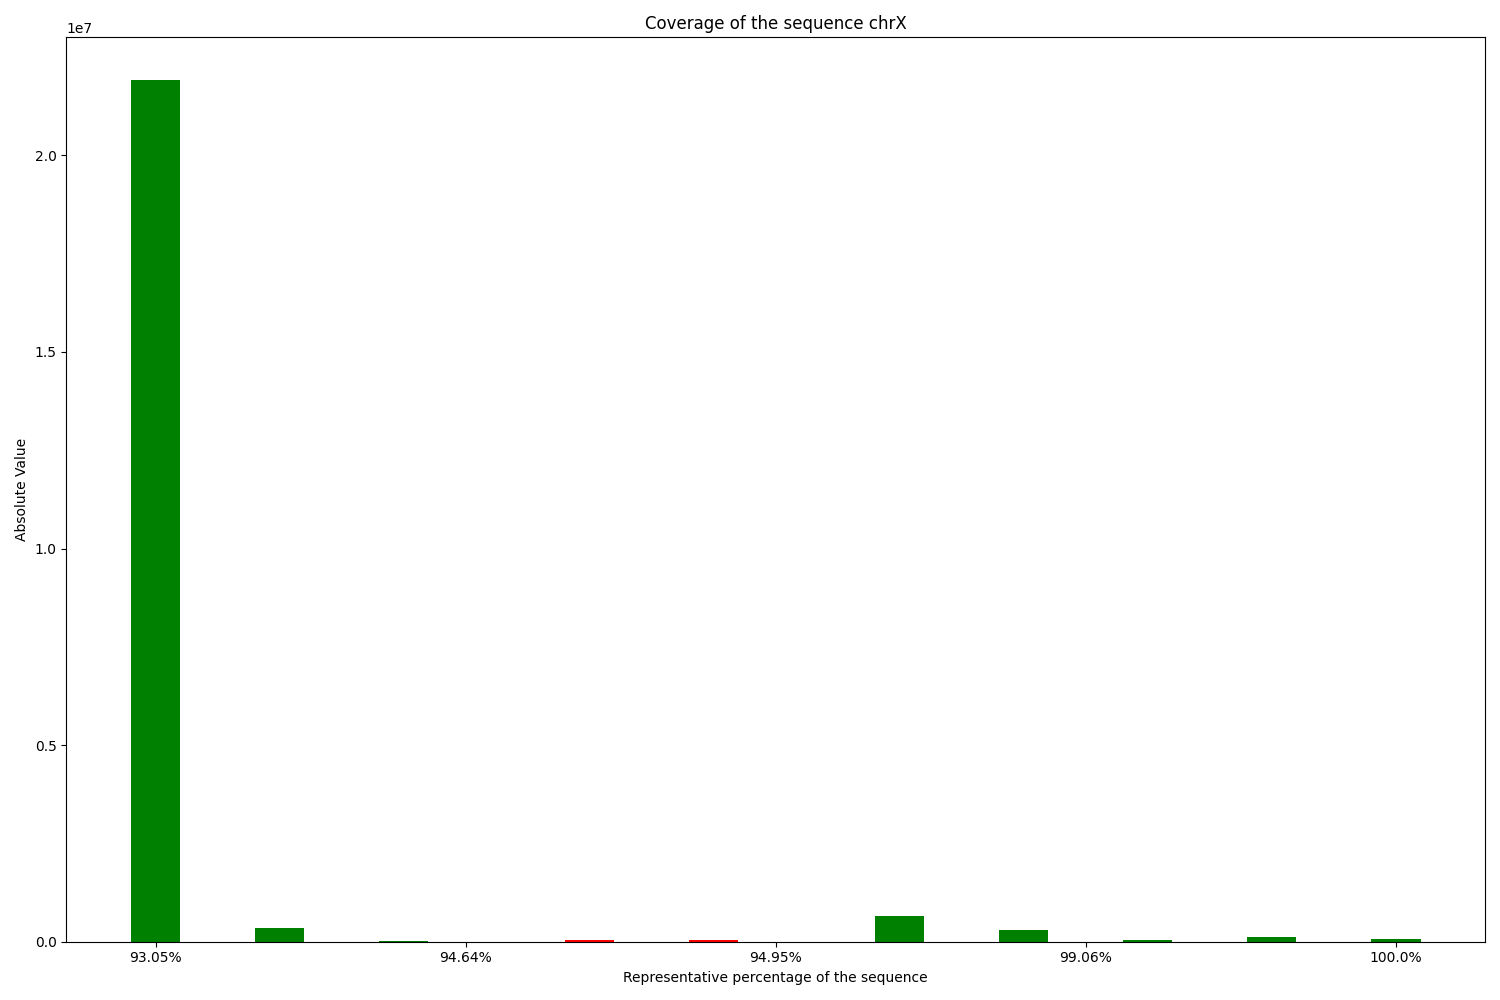 Coverage of the sequence chrX
1e7
2.0
1.5
1.0
0.5
0.0
Absolute Value
93.05% 94.64% 94.95% 99.06% 100.0%
Representative percentage of the sequence